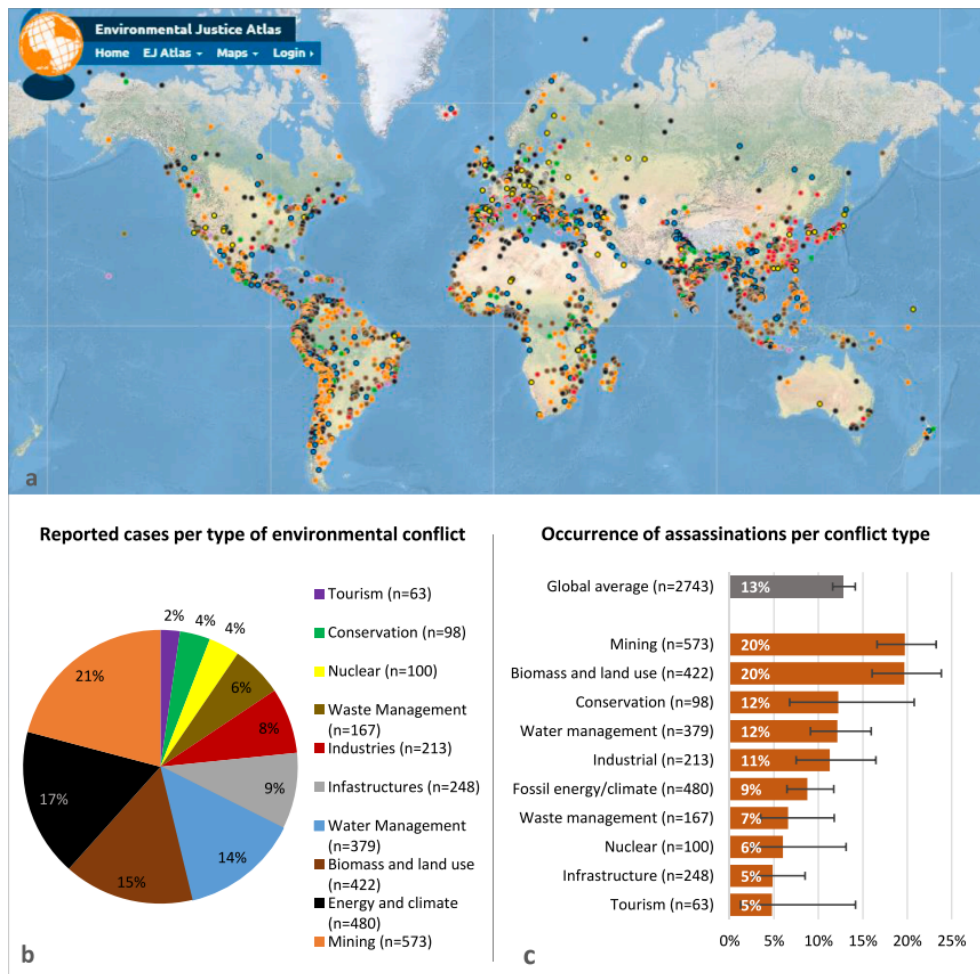 Environmental Justice Atlas
Home EJ Atlas Maps Login
a
Reported cases per type of environmental conflict
2%
4%
4%
6%
8%
9%
14%
15%
17%
21%
Tourism (n=63)
Conservation (n=98)
Nuclear (n=100)
Waste Management
(n=167)
Industries (n=213)
Infastructures (n=248)
Water Management
(n=379)
Biomass and land use
(n=422)
Energy and climate
(n=480)
Mining (n=573)
b
Occurrence of assassinations per conflict type
Global average (n=2743) 13%
Mining (n=573) 20%
Biomass and land use (n=422) 20%
Conservation (n=98) 12%
Water management (n=379) 12%
Industrial (n=213) 11%
Fossil energy/climate (n=480) 9%
Waste management (n=167) 7%
Nuclear (n=100) 6%
Infrastructure (n=248) 5%
Tourism (n=63) 5%
0% 5% 10% 15% 20% 25%
c